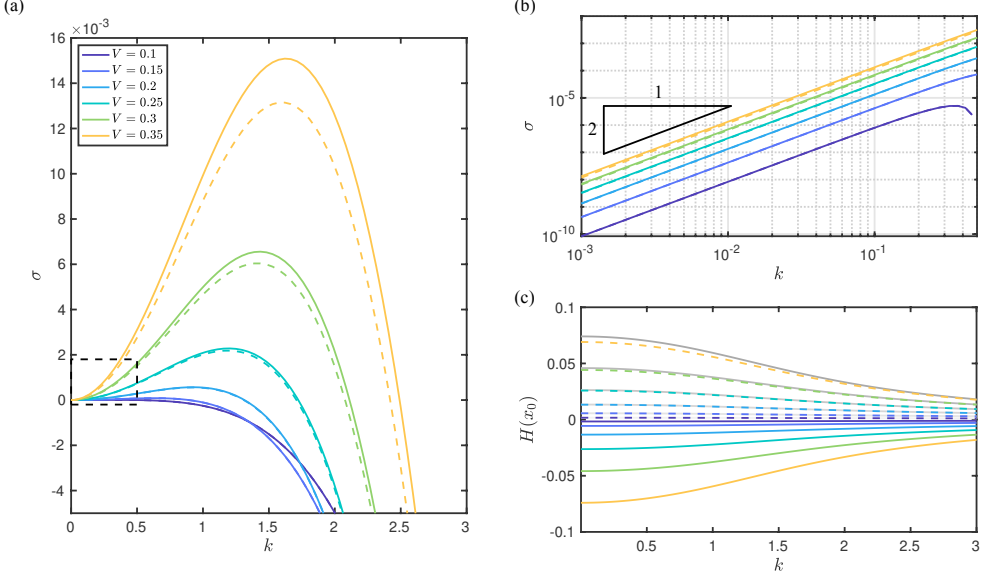 (a)
×10⁻³
16
14
12
10
8
6
4
2
0
-2
-4
σ
V = 0.1
V = 0.15
V = 0.2
V = 0.25
V = 0.3
V = 0.35
0 0.5 1 1.5 2 2.5 3
k
(b)
σ
10⁻⁵
10⁻¹⁰
1
2
10⁻³ 10⁻² 10⁻¹
k
(c)
0.1
0.05
0
-0.05
-0.1
H(x₀)
0.5 1 1.5 2 2.5 3
k